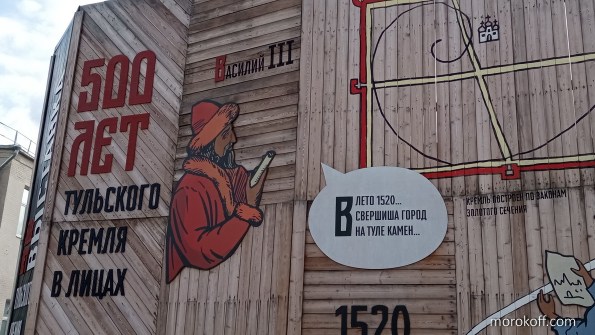 500
ЛЕТ
ТУЛЬСКОГО
КРЕМЛЯ
В ЛИЦАХ
ВАСИЛИЙ III
В ЛЕТО 1520...
СВЕРШИША ГОРОД
НА ТУЛЕ КАМЕН...
КРЕМЛЬ ПОСТРОЕН ПО ЗАКОНАМ
ЗОЛОТОГО СЕЧЕНИЯ
1520
morokoff.com